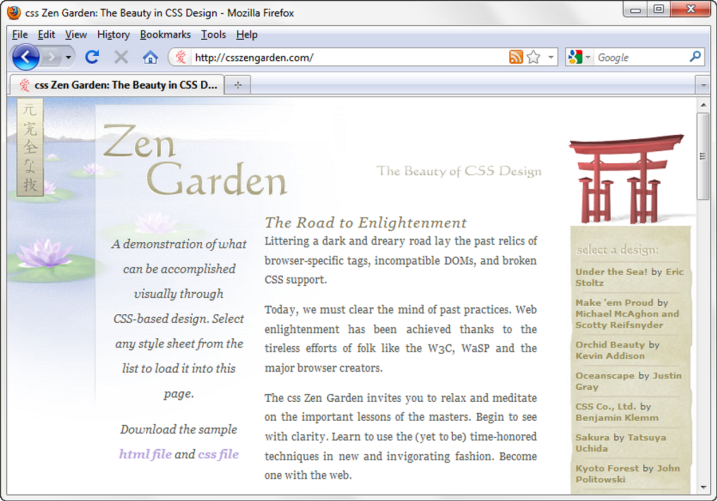 css Zen Garden: The Beauty in CSS Design - Mozilla Firefox
File Edit View History Bookmarks Tools Help
http://csszengarden.com/
Google
css Zen Garden: The Beauty in CSS D...
元
完
全
な
技
Zen
Garden
The Beauty of CSS Design
A demonstration of what
can be accomplished
visually through
CSS-based design. Select
any style sheet from the
list to load it into this
page.
Download the sample
html file and css file
The Road to Enlightenment
Littering a dark and dreary road lay the past relics of
browser-specific tags, incompatible DOMs, and broken
CSS support.
Today, we must clear the mind of past practices. Web
enlightenment has been achieved thanks to the
tireless efforts of folk like the W3C, WaSP and the
major browser creators.
The css Zen Garden invites you to relax and meditate
on the important lessons of the masters. Begin to see
with clarity. Learn to use the (yet to be) time-honored
techniques in new and invigorating fashion. Become
one with the web.
select a design:
Under the Sea! by Eric
Stoltz
Make 'em Proud by
Michael McAghon and
Scotty Reifsnyder
Orchid Beauty by
Kevin Addison
Oceanscape by Justin
Gray
CSS Co., Ltd. by
Benjamin Klemm
Sakura by Tatsuya
Uchida
Kyoto Forest by John
Politowski